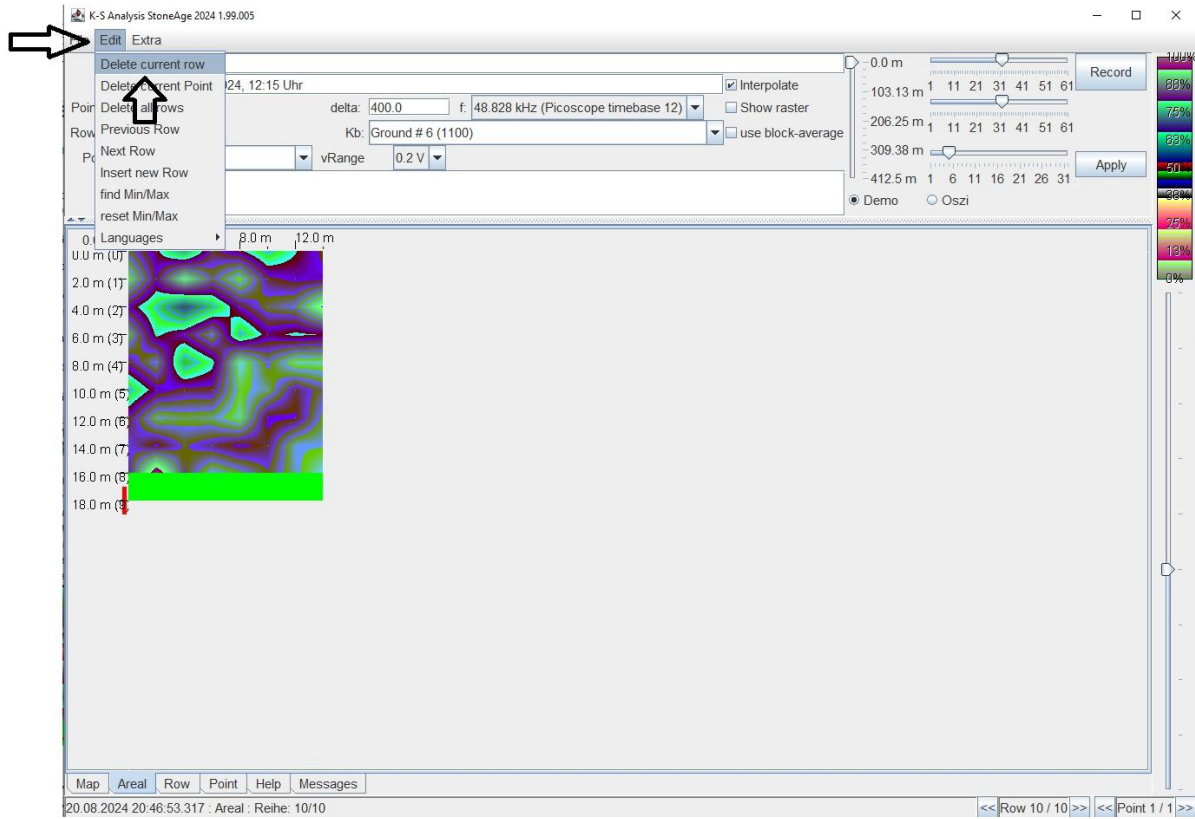 K-S Analysis StoneAge 2024 1.99.005
Edit Extra
Delete current row
Delete current Point
Delete all rows
Previous Row
Next Row
Insert new Row
find Min/Max
reset Min/Max
Languages
024, 12:15 Uhr
Interpolate
delta: 400.0 f: 48.828 kHz (Picoscope timebase 12)
Show raster
Kb: Ground # 6 (1100)
use block-average
vRange 0.2 V
0.0 m
103.13 m
206.25 m
309.38 m
412.5 m
1 11 21 31 41 51 61
1 11 21 31 41 51 61
1 6 11 16 21 26 31
Record
Apply
Demo Oszi
100%
88%
75%
63%
50
38%
25%
13%
0%
8.0 m 12.0 m
0.0 m (0)
2.0 m (1)
4.0 m (2)
6.0 m (3)
8.0 m (4)
10.0 m (5)
12.0 m (6)
14.0 m (7)
16.0 m (8)
18.0 m (9)
Map Areal Row Point Help Messages
20.08.2024 20:46:53.317 : Areal : Reihe: 10/10
<< Row 10 / 10 >> << Point 1 / 1 >>